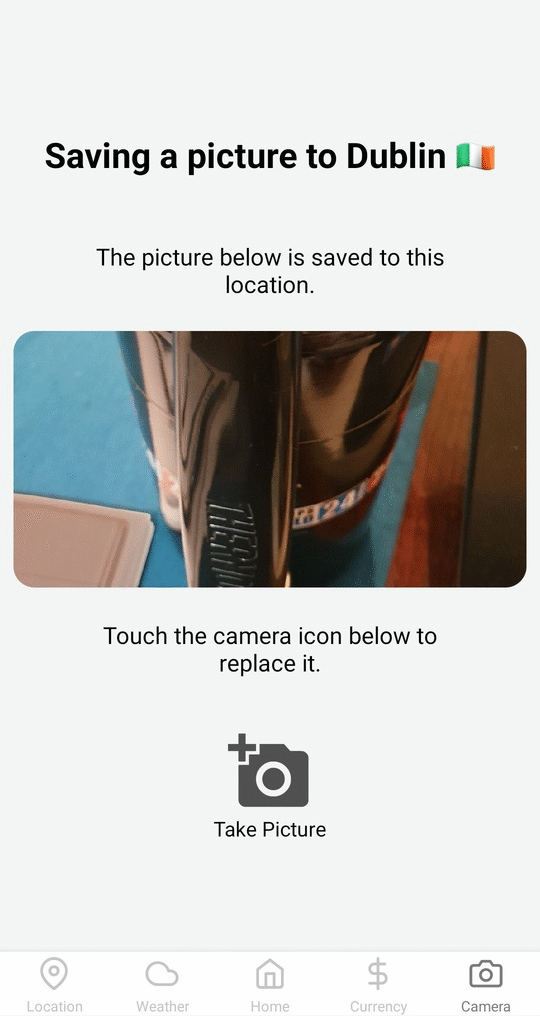 Saving a picture to Dublin 🇮🇪
The picture below is saved to this
location.
24
Touch the camera icon below to
replace it.
Take Picture
Location
Weather
Home
Currency
Camera